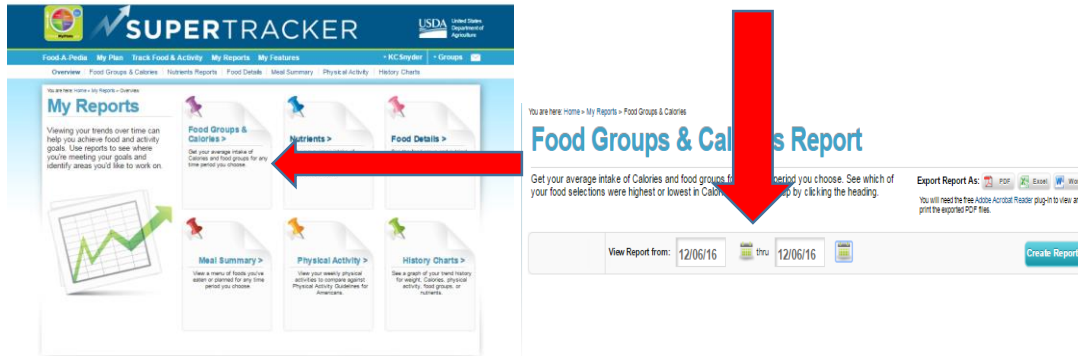 SUPERTRACKER
USDA United States
Department of
Agriculture
Food-A-Pedia My Plan Track Food & Activity My Reports My Features • KCSnyder • Groups
Overview Food Groups & Calories Nutrients Reports Food Details Meal Summary Physical Activity History Charts
You are here: Home » My Reports » Overview
My Reports
Viewing your trends over time can
help you achieve food and activity
goals. Use reports to see where
you're meeting your goals and
identify areas you'd like to work on.
Food Groups &
Calories >
Get your average intake of
Calories and food groups for any
time period you choose.
Nutrients >
Food Details >
Meal Summary >
View a menu of foods you've
eaten or planned for any time
period you choose.
Physical Activity >
View your weekly physical
activities to compare against
Physical Activity Guidelines for
Americans.
History Charts >
See a graph of your trend history
for weight, Calories, physical
activity, food groups, or
nutrients.
You are here: Home » My Reports » Food Groups & Calories
Food Groups & Cal s Report
Get your average intake of Calories and food groups period you choose. See which of
your food selections were highest or lowest in by clicking the heading.
Export Report As: PDF Excel Wor
You will need the free Adobe Acrobat Reader plug-in to view an
print the exported PDF files.
View Report from: 12/06/16 thru 12/06/16
Create Report